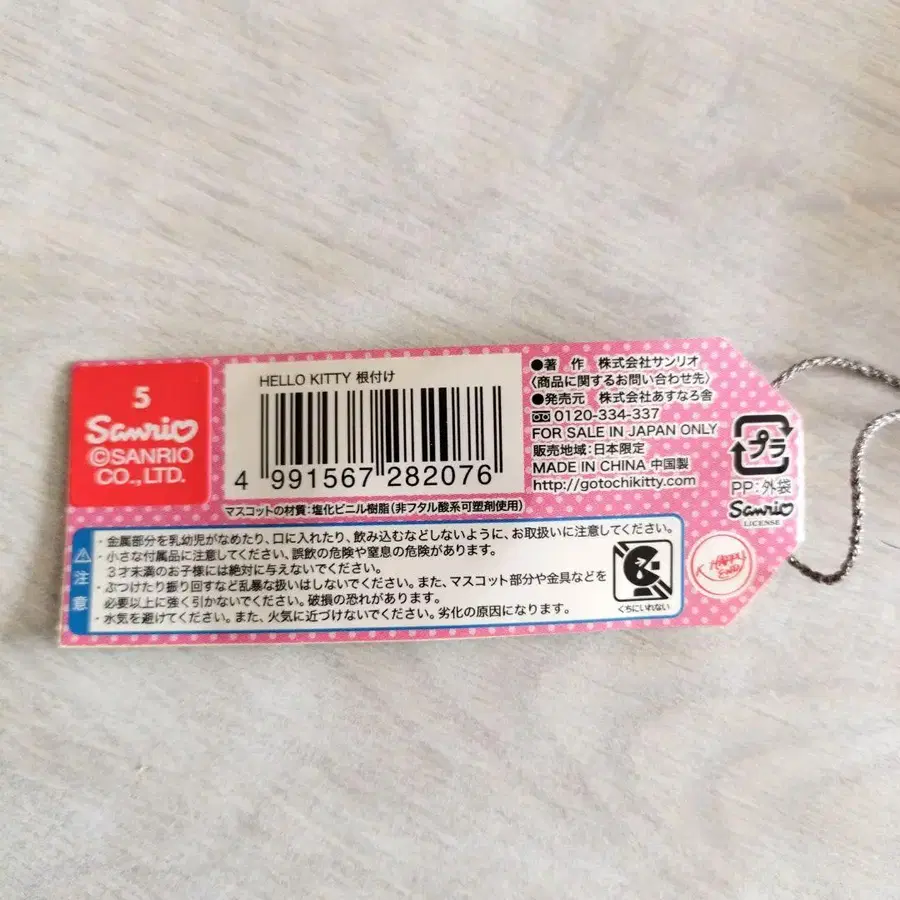 5
Sanrio
©SANRIO
CO.,LTD.
HELLO KITTY 根付け
4 991567 282076
マスコットの材質:塩化ビニル樹脂(非フタル酸系可塑剤使用)
●著 作 株式会社サンリオ
〈商品に関するお問い合わせ先〉
●発売元 株式会社あすなろ舎
0120-334-337
FOR SALE IN JAPAN ONLY
販売地域:日本限定
MADE IN CHINA 中国製
http://gotochikitty.com
プラ
PP:外袋
Sanrio
LICENSE
注意
・金属部分を乳幼児がなめたり、口に入れたり、飲み込むなどしないように、お取扱いに注意してください。
・小さな付属品に注意してください、誤飲の危険や窒息の危険があります。
3才未満のお子様には絶対に与えないでください。
・ぶつけたり振り回すなど乱暴な扱いはしないでください。また、マスコット部分や金具などを
必要以上に強く引かないでください。破損の恐れがあります。
・水気を避けてください。また、火気に近づけないでください。劣化の原因になります。
くちにいれない
HAPPY
END